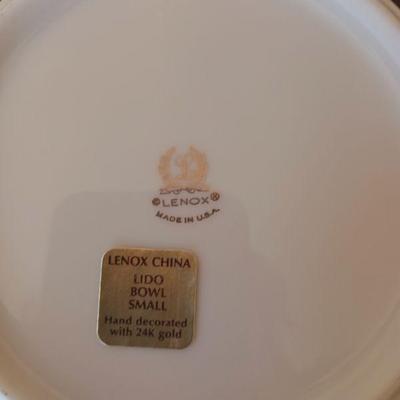 L
©LENOX®
MADE IN U.S.A.
LENOX CHINA
LIDO
BOWL
SMALL
Hand decorated
with 24K gold